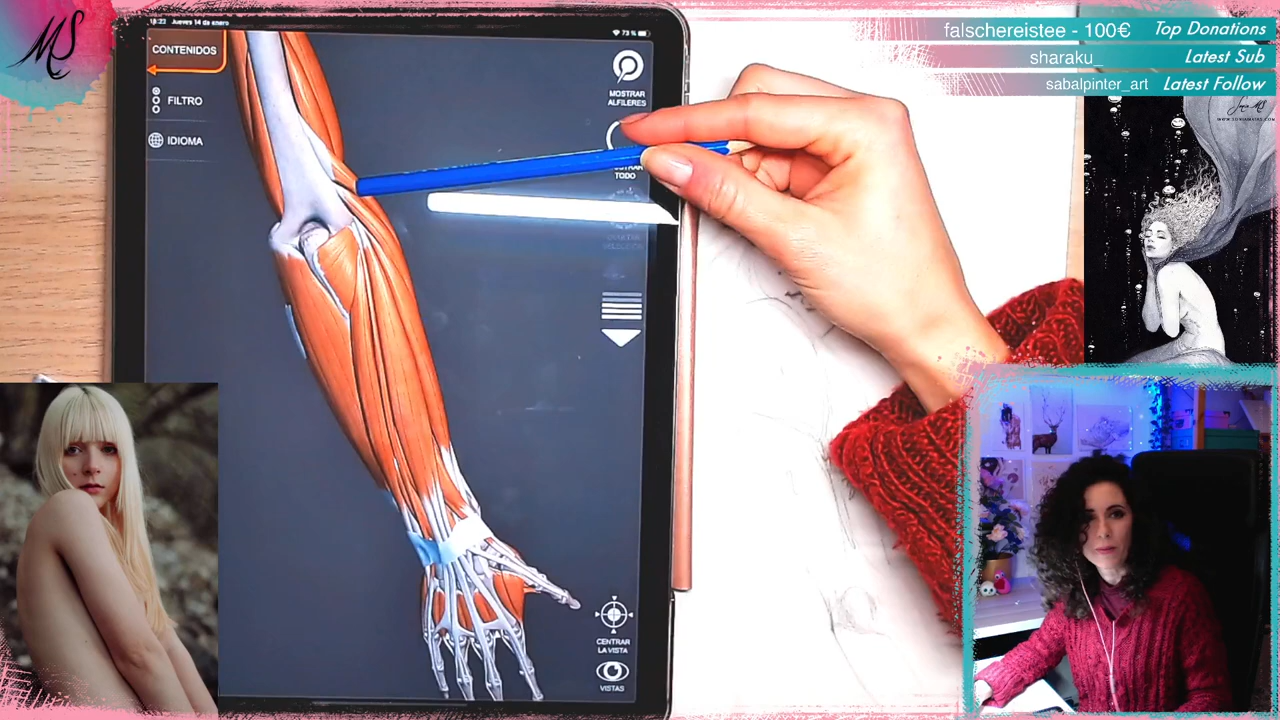 MS
18:22 Jueves 14 de enero
73 %
CONTENIDOS
FILTRO
IDIOMA
MOSTRAR
ALFILERES
TODO
CENTRAR
LA VISTA
VISTAS
falschereistee - 100€ Top Donations
sharaku_ Latest Sub
sabalpinter_art Latest Follow